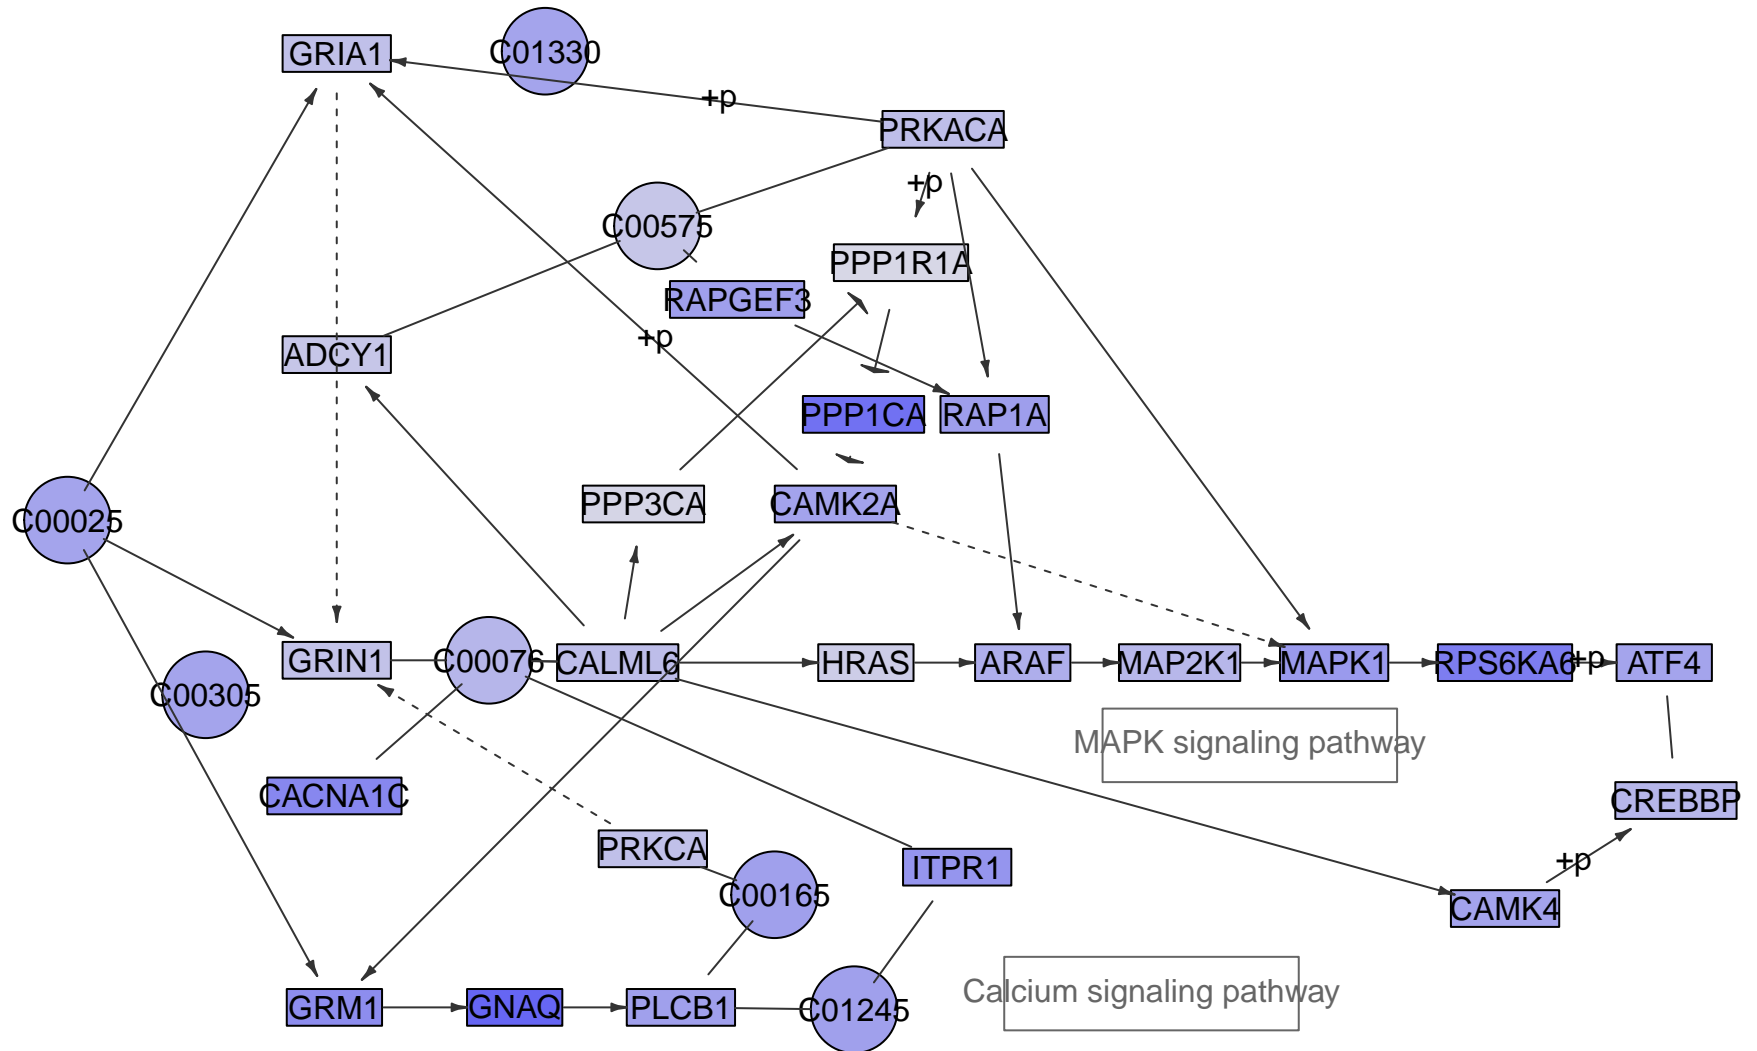 GRIA1
C01330
+p
PRKACA
+p
C00575
PPP1R1A
RAPGEF3
+p
ADCY1
PPP1CA
RAP1A
C00025
PPP3CA
CAMK2A
GRIN1
C00076
CALML6
HRAS
ARAF
MAP2K1
MAPK1
RPS6KA6
+p
ATF4
C00305
MAPK signaling pathway
CACNA1C
CREBBP
PRKCA
C00165
ITPR1
+p
CAMK4
GRM1
GNAQ
PLCB1
C01245
Calcium signaling pathway